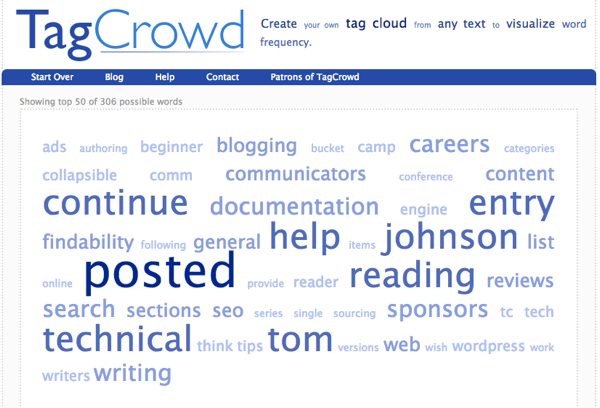 TagCrowd
Create your own tag cloud from any text to visualize word
frequency.
Start Over Blog Help Contact Patrons of TagCrowd
Showing top 50 of 306 possible words
ads authoring beginner blogging bucket camp careers categories
collapsible comm communicators conference content
continue documentation engine entry
findability following general help items johnson list
online posted provide reader reading reviews
search sections seo series single sourcing sponsors tc tech
technical think tips tom versions web wish wordpress work
writers writing